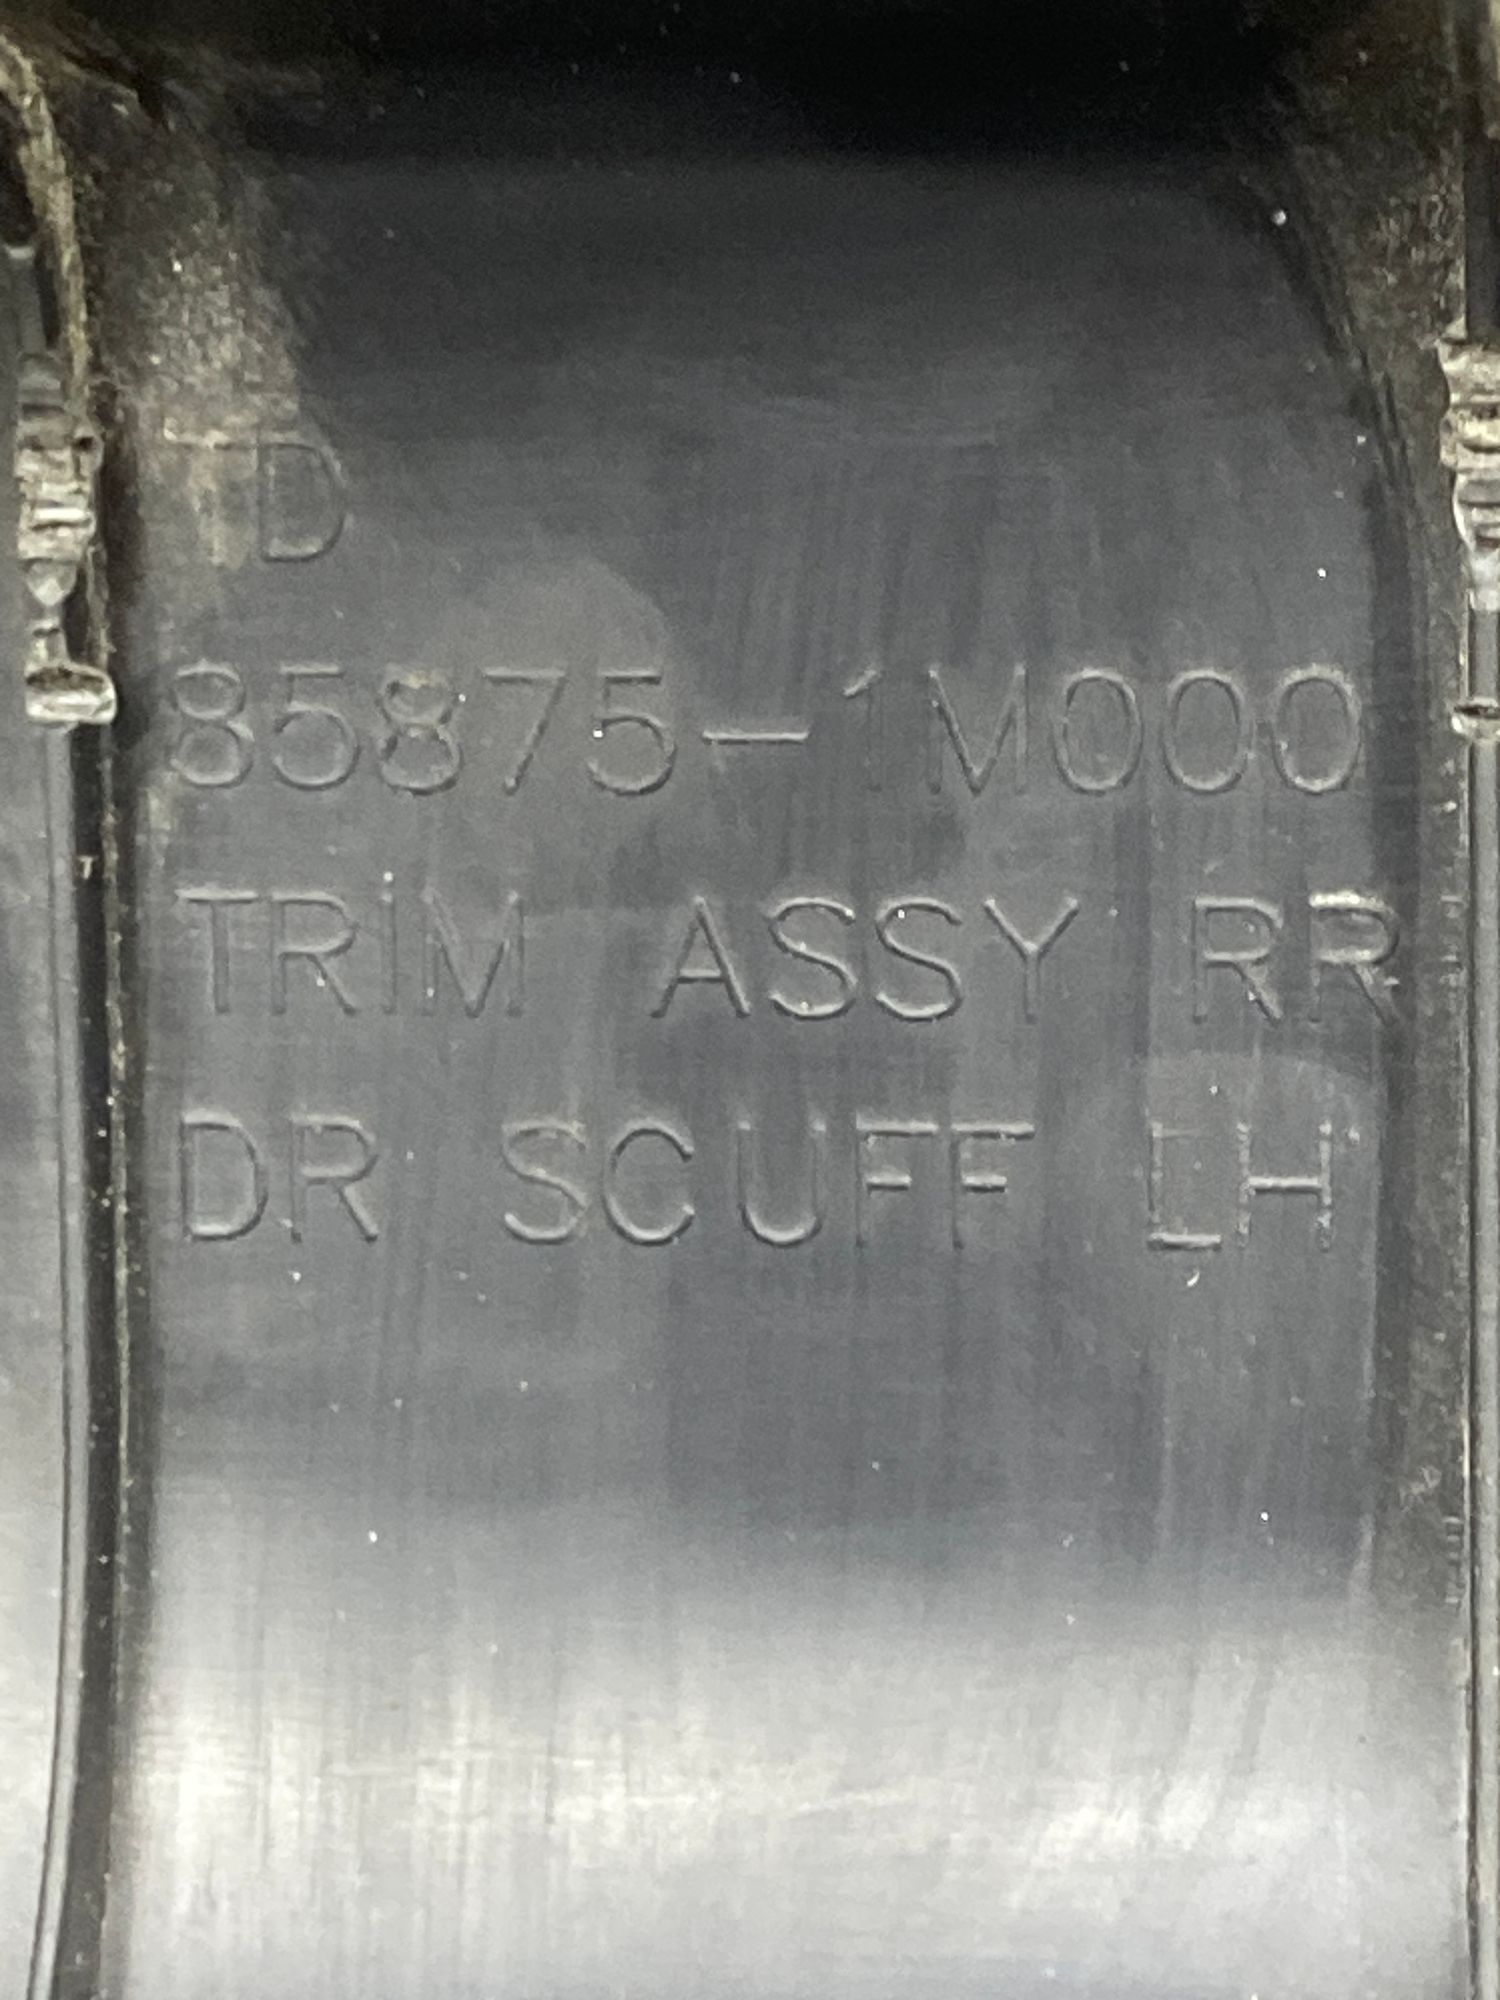 TD
85875-1M000
TRIM ASSY RR
DR SCUFF LH